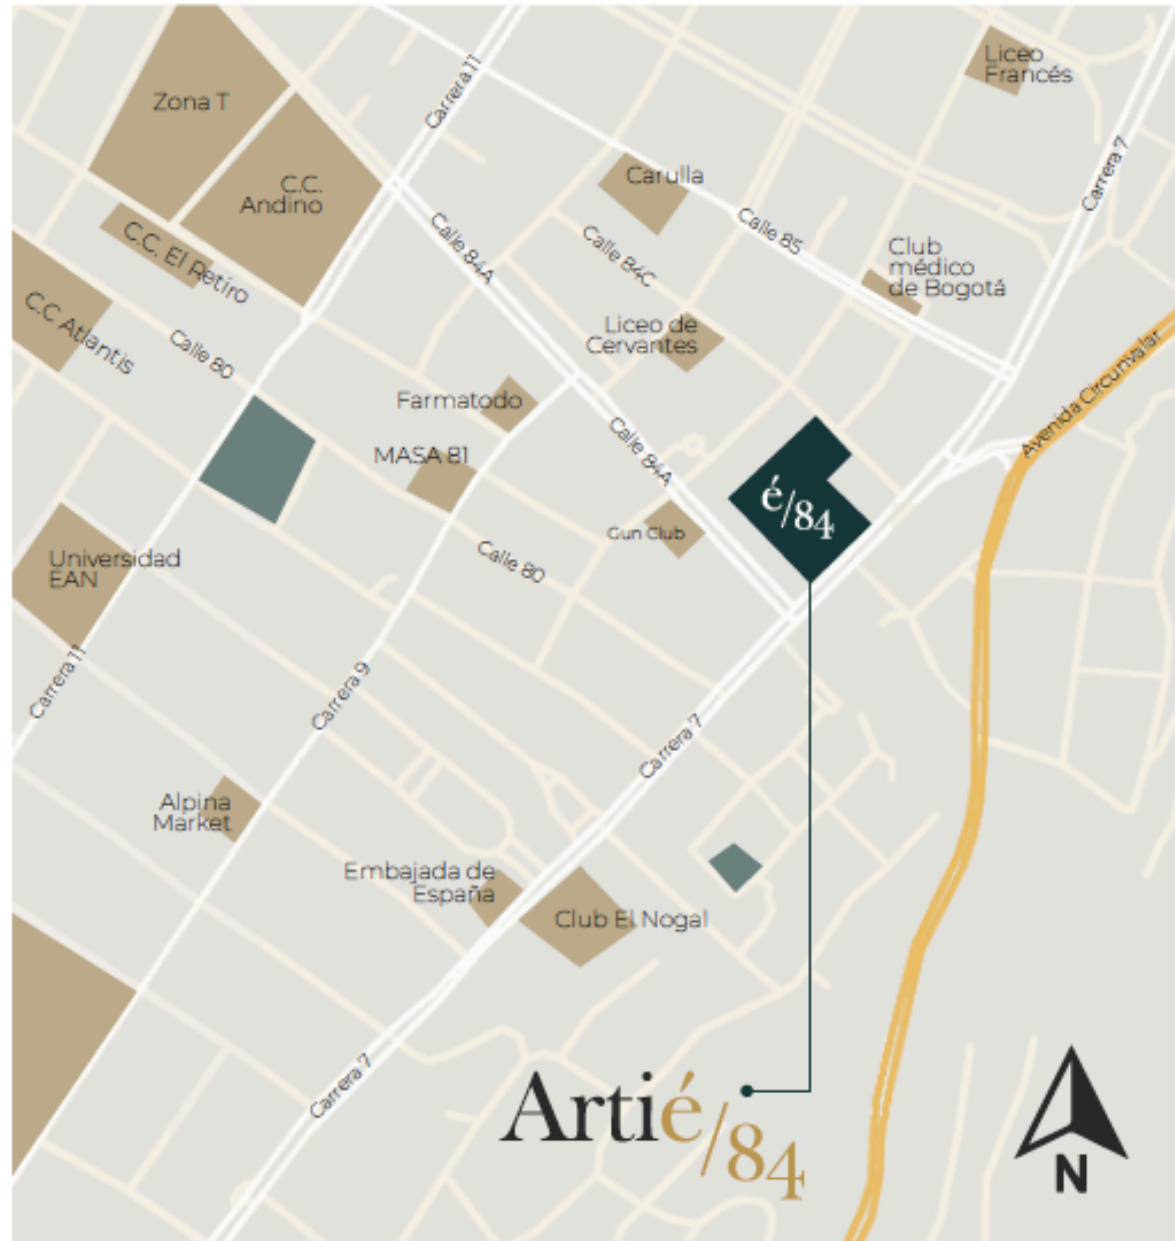 Liceo
Francés
Zona T
Carrera 11
Carrera 7
Carulla
C.C.
Andino
Calle 85
C.C. El Retiro
Calle 84A
Calle 84C
Club
médico
de Bogotá
C.C Atlantis
Calle 80
Liceo de
Cervantes
Avenida Circunvalar
Farmatodo
Calle 84A
MASA 81
é/84
Gun Club
Universidad
EAN
Calle 80
Carrera 11
Carrera 9
Carrera 7
Alpina
Market
Embajada de
España
Club El Nogal
Carrera 7
Artié/84
N